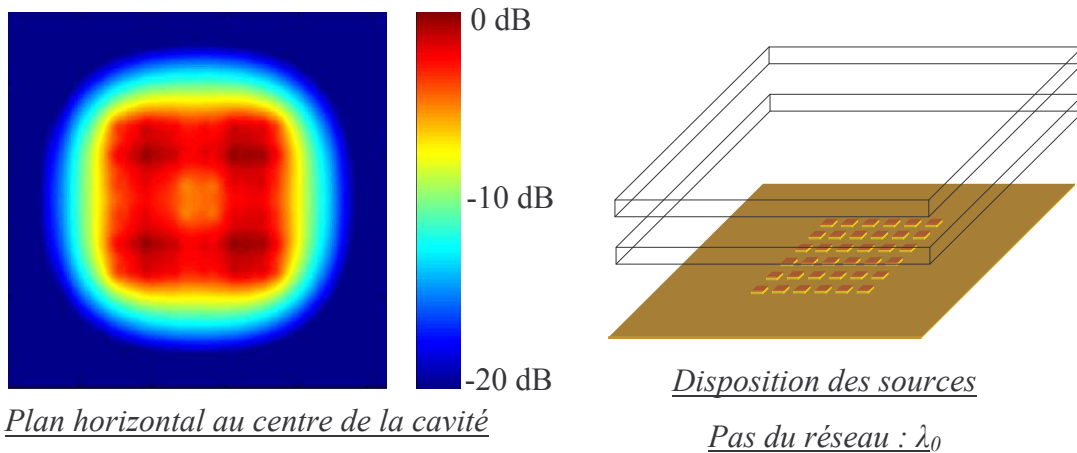 0 dB
-10 dB
-20 dB
Plan horizontal au centre de la cavité
Disposition des sources
Pas du réseau : λ0